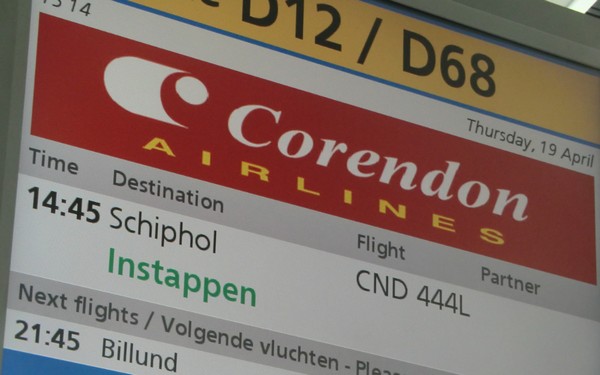 D12 / D68
Thursday, 19 April
Corendon
AIRLINES
Time Destination Flight Partner
14:45 Schiphol CND 444L
Instappen
Next flights / Volgende vluchten -
21:45 Billund